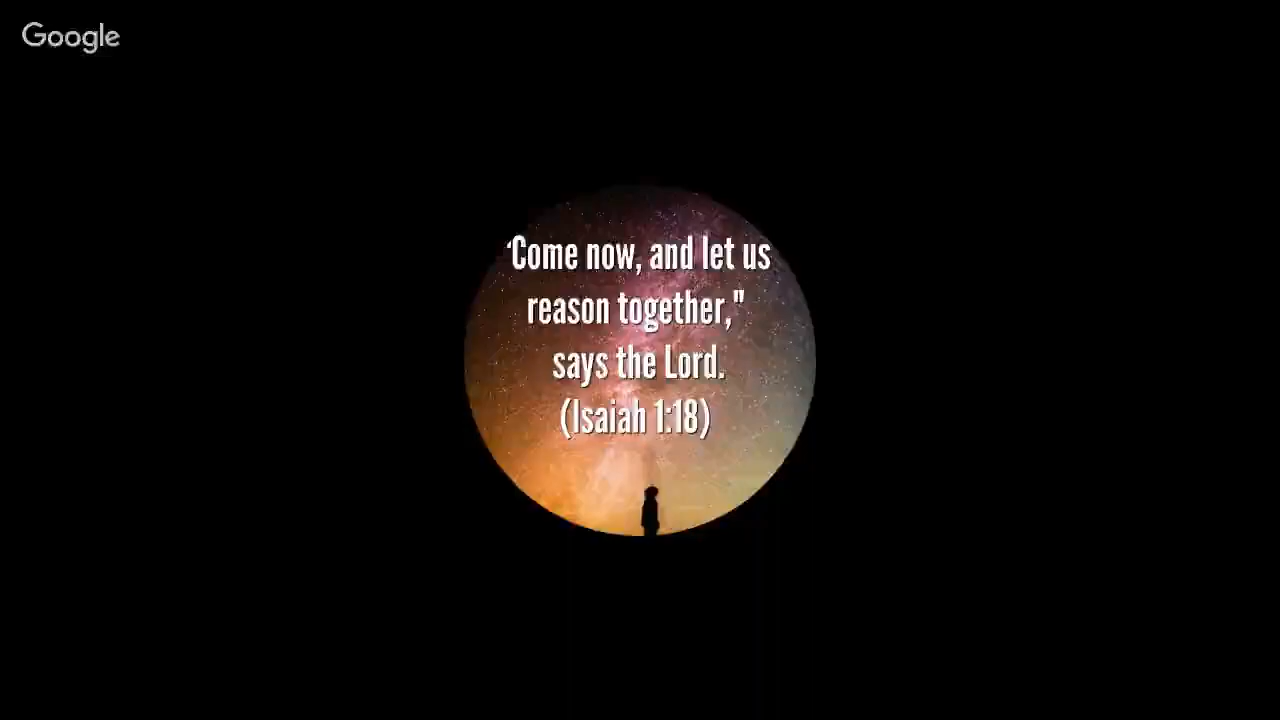 Google
‘Come now, and let us
reason together,"
says the Lord.
(Isaiah 1:18)